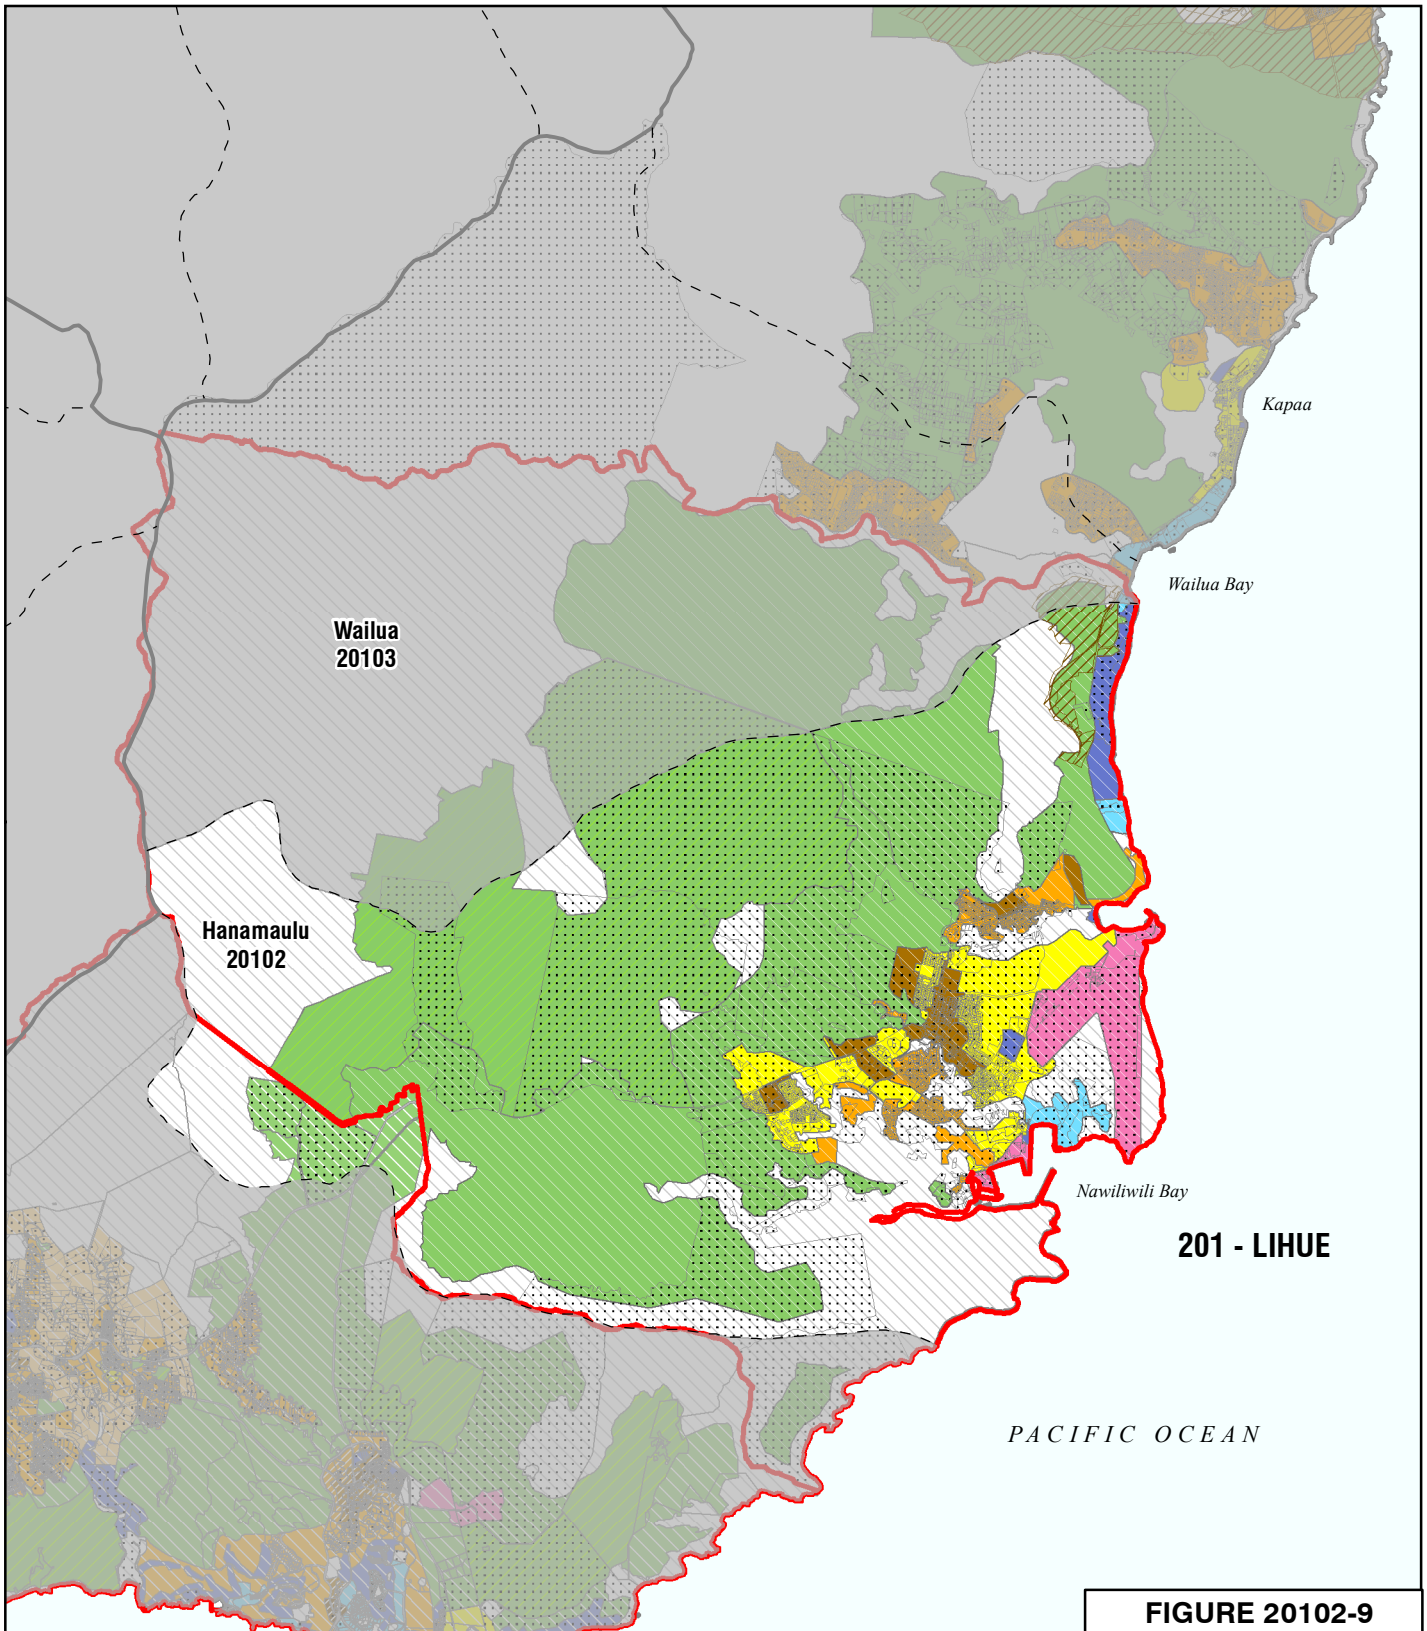 Kapaa
Wailua Bay
Wailua
20103
Hanamaulu
20102
Nawiliwili Bay
201 - LIHUE
PACIFIC OCEAN
FIGURE 20102-9